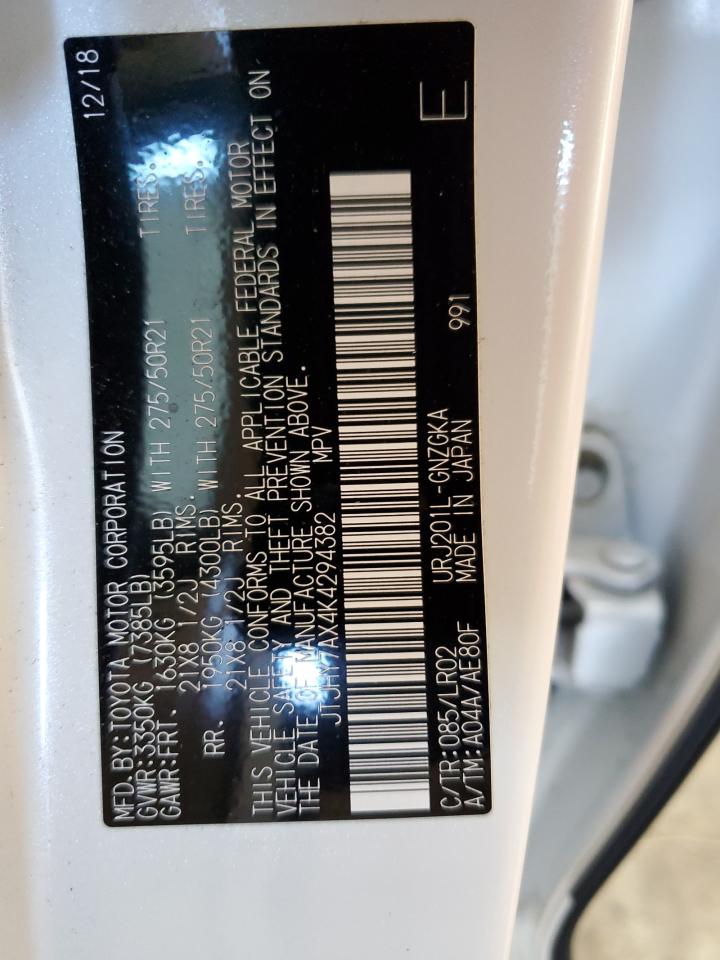 MFD. BY:TOYOTA MOTOR CORPORATION 12/18
GVWR:3350KG (7385LB)
GAWR:FRT. 1630KG (3595LB) WITH 275/50R21 TIRES.
21X8 1/2J RIMS.
RR. 1950KG (4300LB) WITH 275/50R21 TIRES.
21X8 1/2J RIMS.
THIS VEHICLE CONFORMS TO ALL APPLICABLE FEDERAL MOTOR
VEHICLE SAFETY AND THEFT PREVENTION STANDARDS IN EFFECT ON
THE DATE OF MANUFACTURE SHOWN ABOVE.
JTJHY7AX4K4294382 MPV
C/TR:085/LR02 URJ201L-GNZGKA E
A/TM:A04A/AE80F MADE IN JAPAN 991